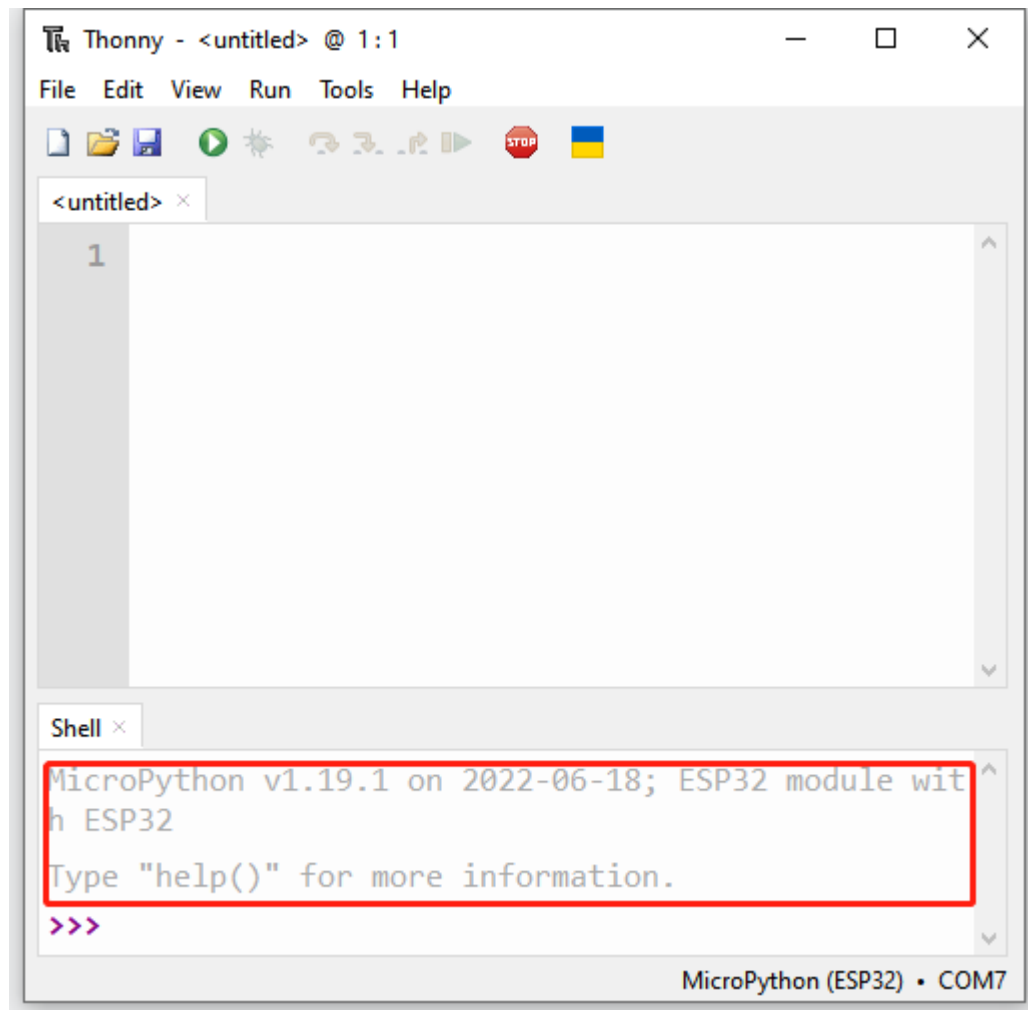 Thonny - <untitled> @ 1:1
File Edit View Run Tools Help
STOP
<untitled>
1
Shell
MicroPython v1.19.1 on 2022-06-18; ESP32 module wit
h ESP32
Type "help()" for more information.
>>>
MicroPython (ESP32) • COM7